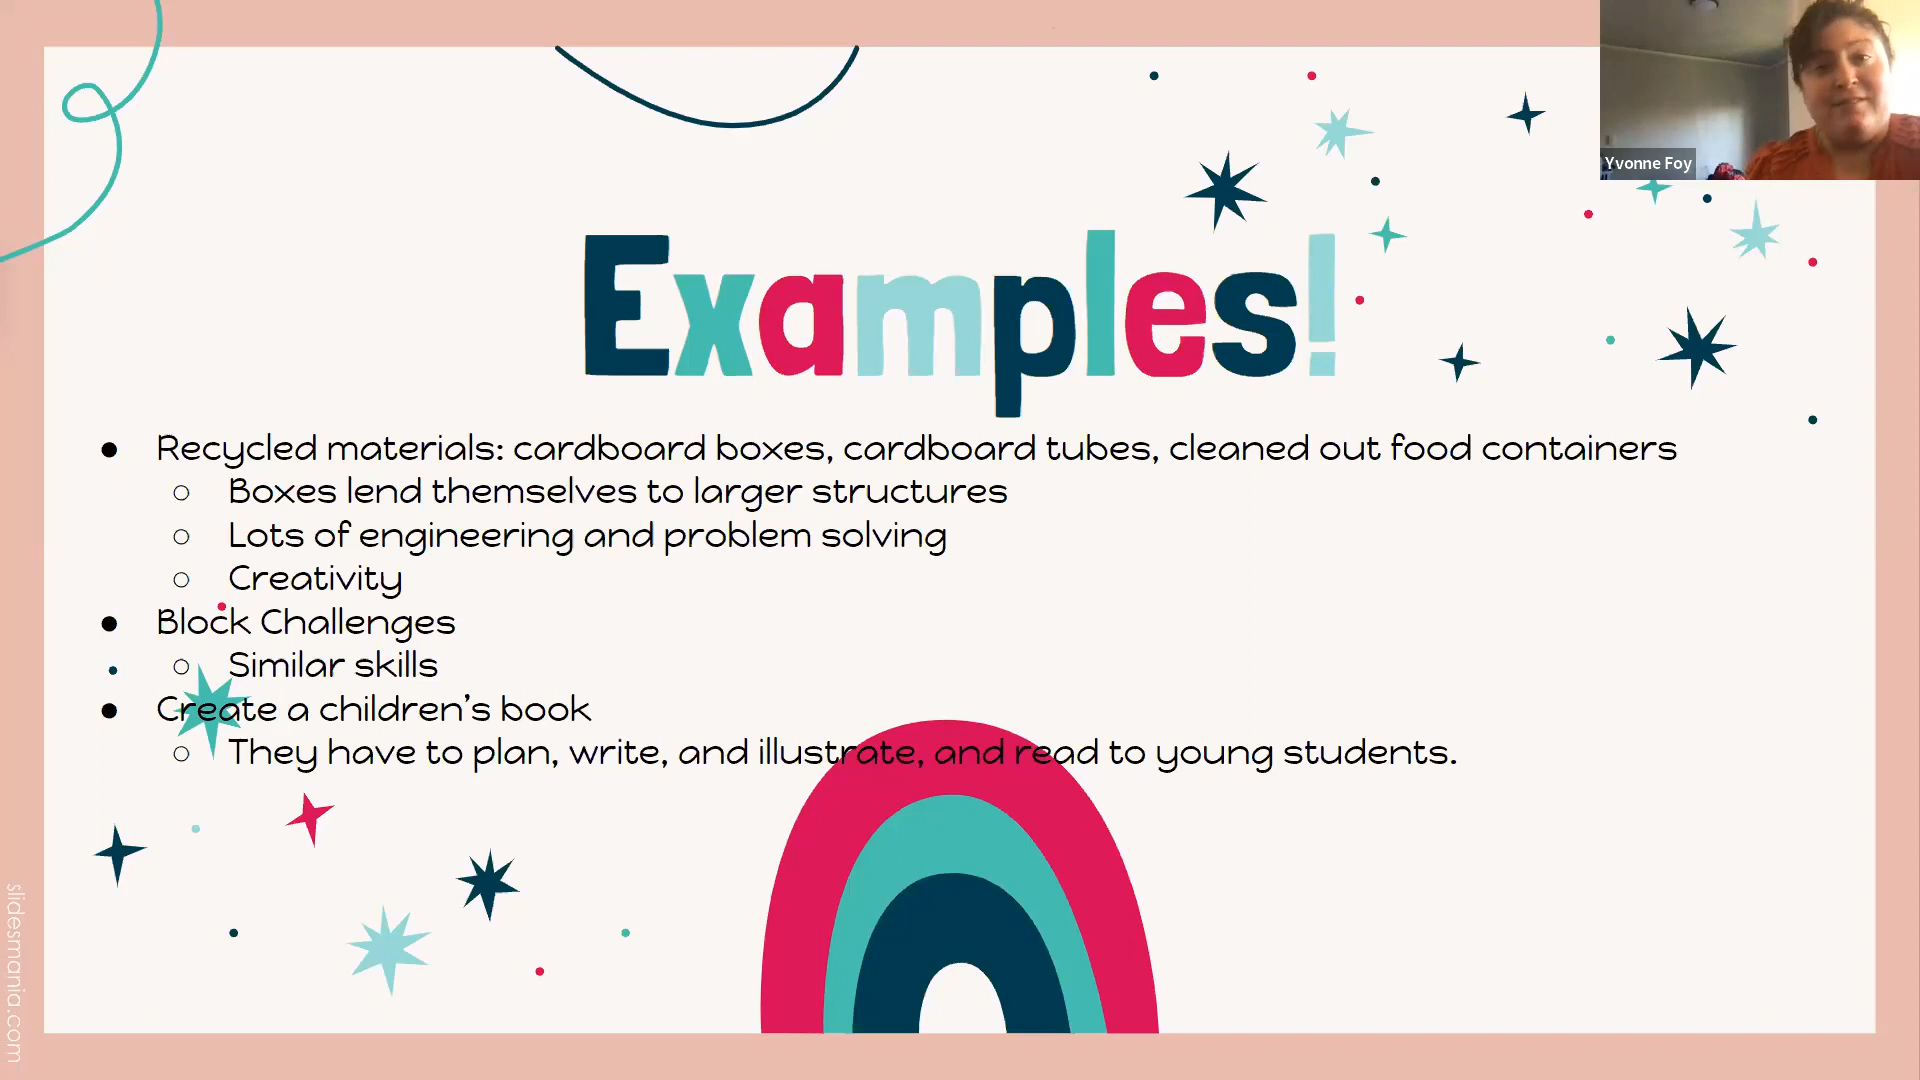 Yvonne Foy
Examples!
● Recycled materials: cardboard boxes, cardboard tubes, cleaned out food containers
○ Boxes lend themselves to larger structures
○ Lots of engineering and problem solving
○ Creativity
● Block Challenges
○ Similar skills
● Create a children’s book
○ They have to plan, write, and illustrate, and read to young students.
slidesmania.com